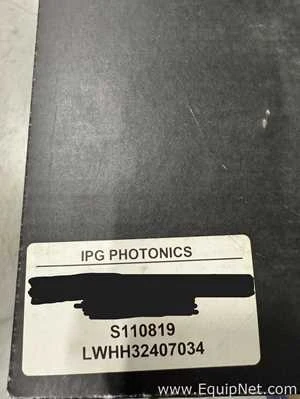 IPG PHOTONICS
S110819
LWHH32407034
© www.EquipNet.com